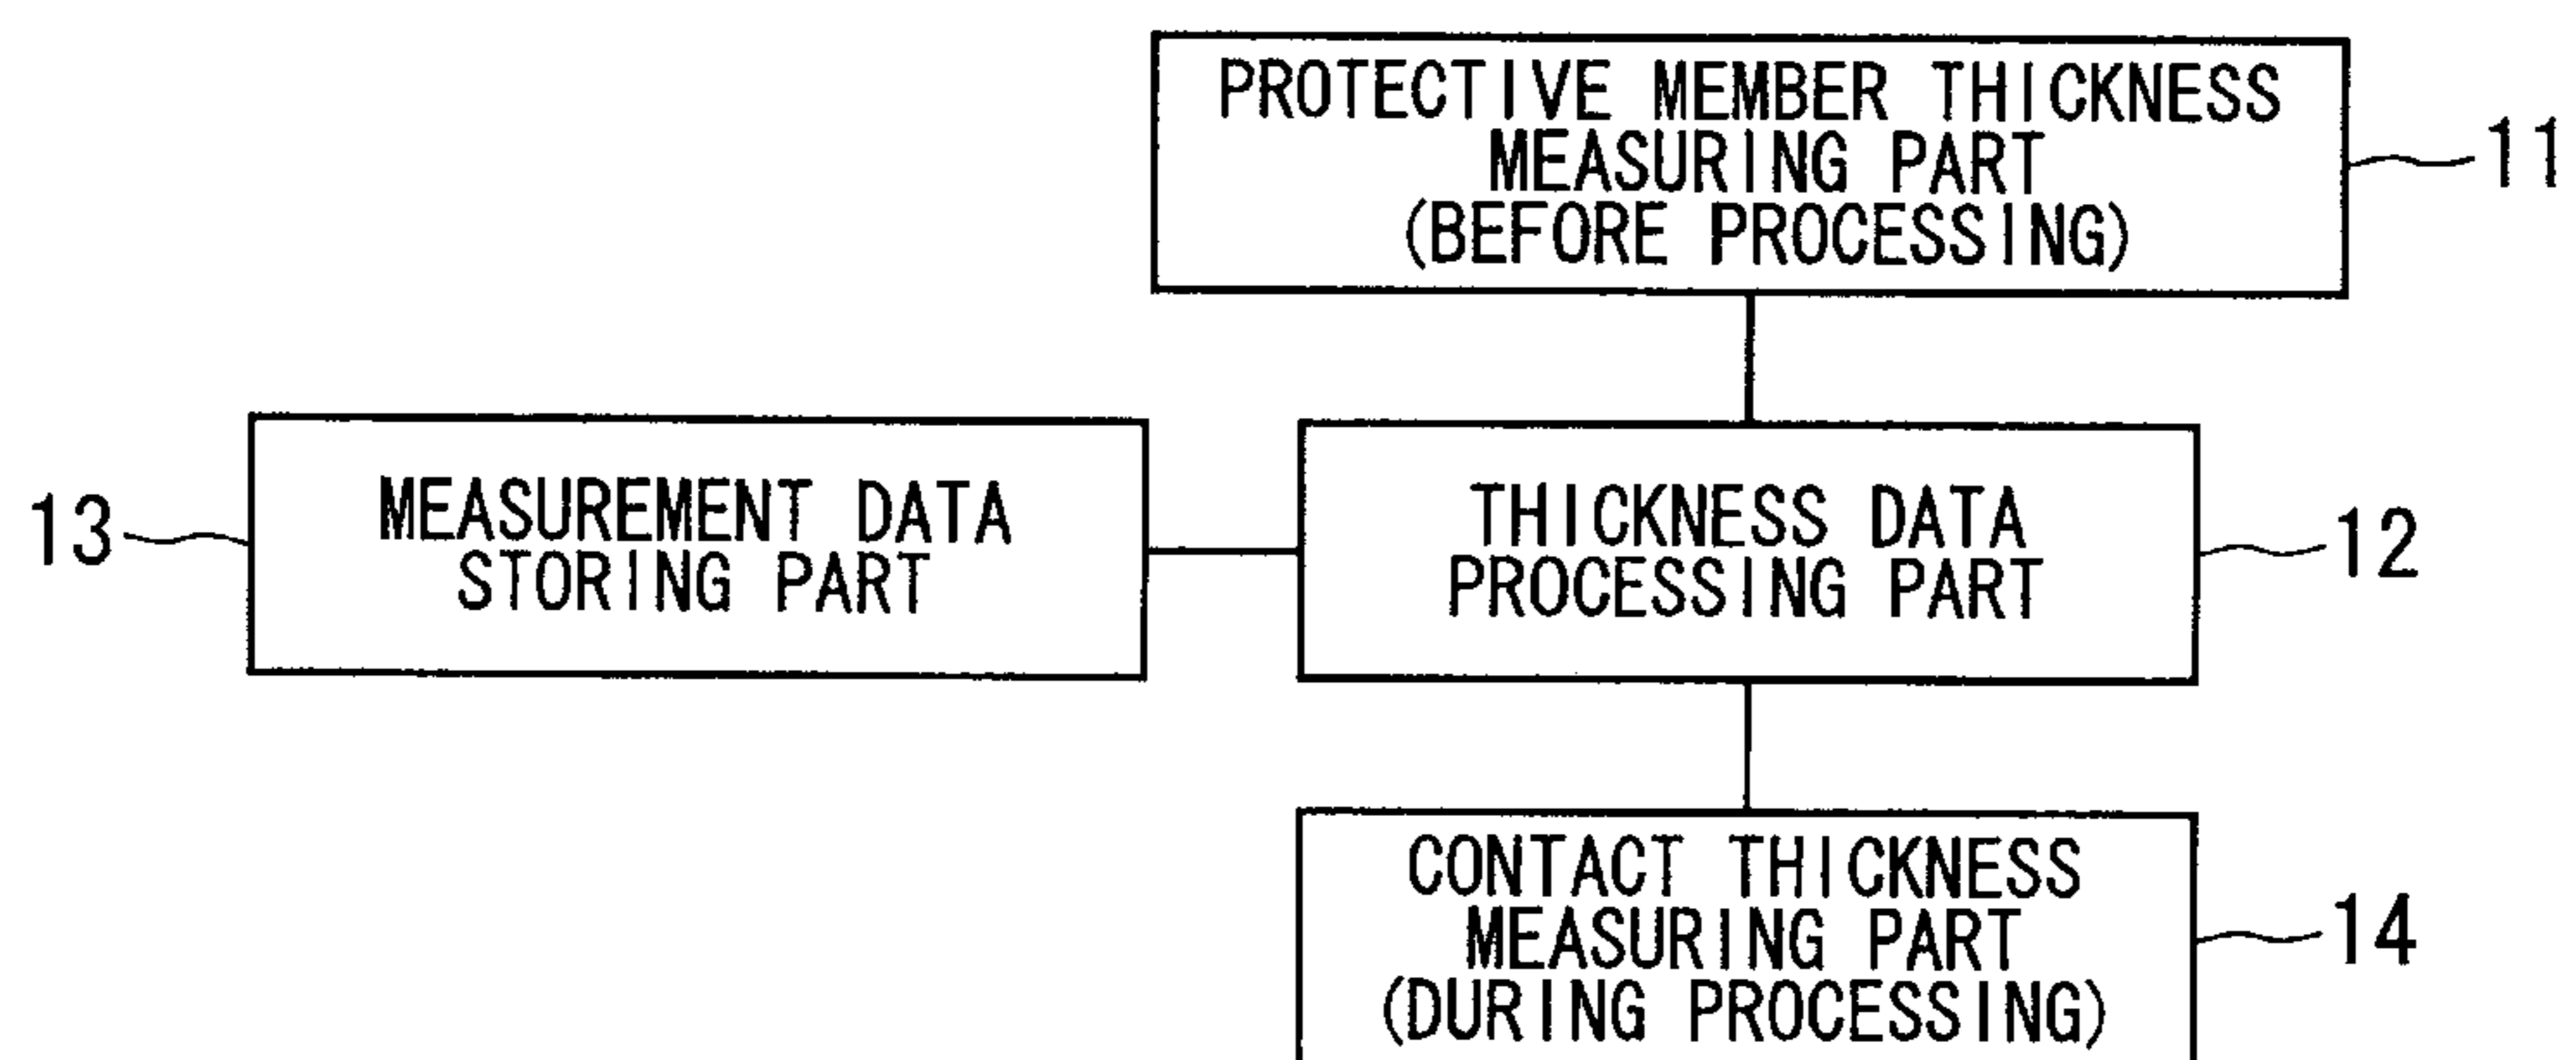 PROTECTIVE MEMBER THICKNESS
MEASURING PART
(BEFORE PROCESSING)
11
MEASUREMENT DATA
STORING PART
13
THICKNESS DATA
PROCESSING PART
12
CONTACT THICKNESS
MEASURING PART
(DURING PROCESSING)
14